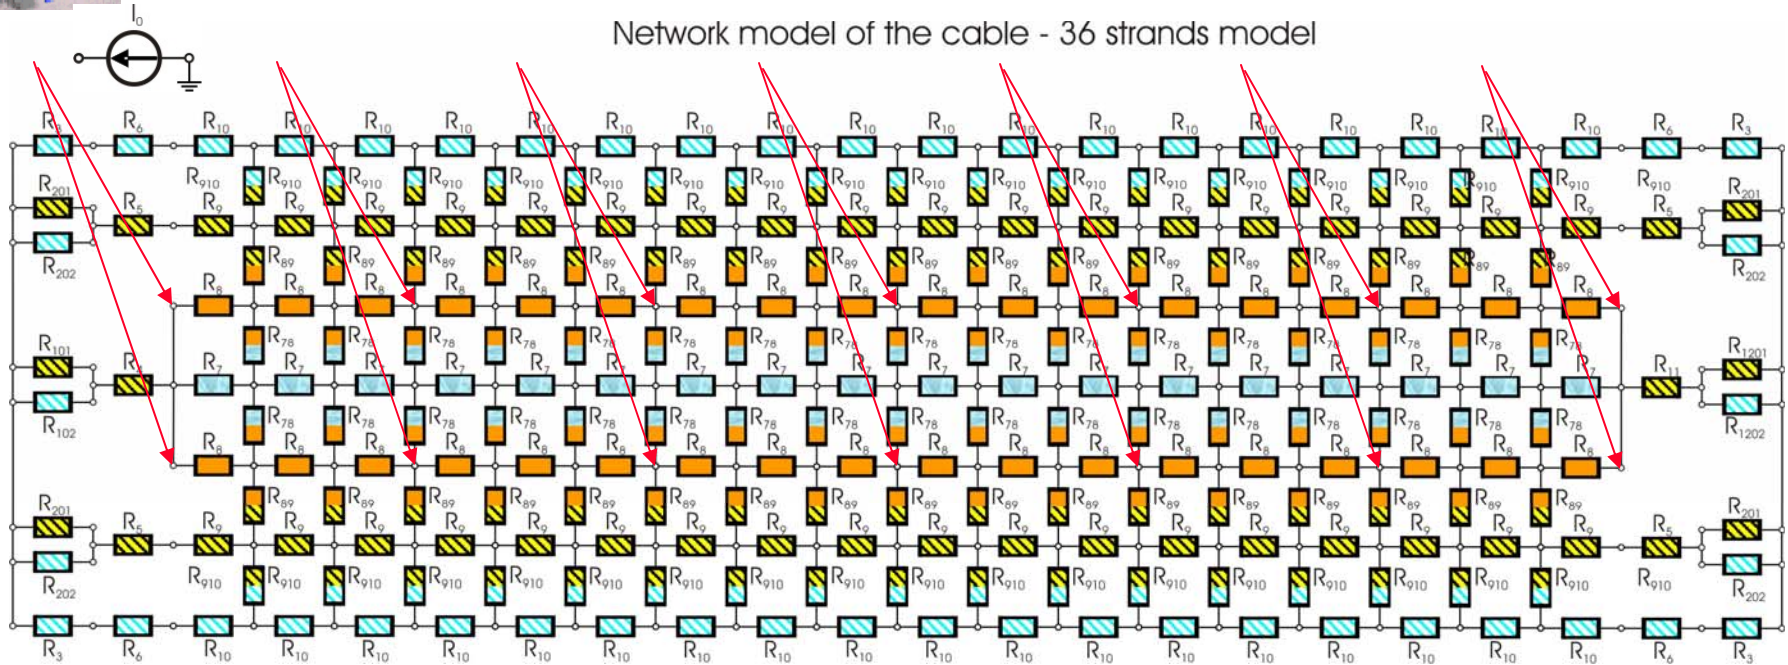 I0
Network model of the cable - 36 strands model
R3 R6 R10 R10 R10 R10 R10 R10 R10 R10 R10 R10 R10 R10 R10 R10 R10 R10 R10 R10 R6 R3
R201 R910 R910 R910 R910 R910 R910 R910 R910 R910 R910 R910 R910 R910 R910 R910 R910 R910 R910 R910 R201
R5 R9 R9 R9 R9 R9 R9 R9 R9 R9 R9 R9 R9 R9 R9 R9 R9 R9 R9 R5
R202 R89 R89 R89 R89 R89 R89 R89 R89 R89 R89 R89 R89 R89 R89 R89 R89 R89 R202
R8 R8 R8 R8 R8 R8 R8 R8 R8 R8 R8 R8 R8 R8 R8 R8 R8 R8
R101 R78 R78 R78 R78 R78 R78 R78 R78 R78 R78 R78 R78 R78 R78 R78 R78 R78 R1201
R7 R7 R7 R7 R7 R7 R7 R7 R7 R7 R7 R7 R7 R7 R7 R7 R7 R7 R11
R102 R78 R78 R78 R78 R78 R78 R78 R78 R78 R78 R78 R78 R78 R78 R78 R78 R78 R1202
R8 R8 R8 R8 R8 R8 R8 R8 R8 R8 R8 R8 R8 R8 R8 R8 R8 R8
R201 R89 R89 R89 R89 R89 R89 R89 R89 R89 R89 R89 R89 R89 R89 R89 R89 R89 R201
R5 R9 R9 R9 R9 R9 R9 R9 R9 R9 R9 R9 R9 R9 R9 R9 R9 R9 R9 R5
R202 R910 R910 R910 R910 R910 R910 R910 R910 R910 R910 R910 R910 R910 R910 R910 R910 R910 R910 R910 R202
R3 R6 R10 R10 R10 R10 R10 R10 R10 R10 R10 R10 R10 R10 R10 R10 R10 R10 R10 R10 R6 R3